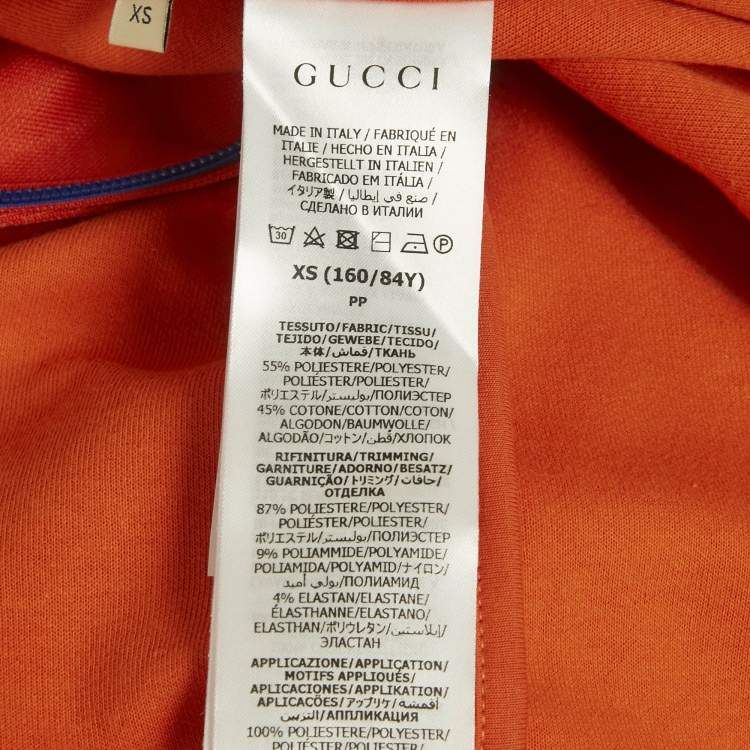 XS
GUCCI
MADE IN ITALY / FABRIQUÉ EN
ITALIE / HECHO EN ITALIA /
HERGESTELLT IN ITALIEN /
FABRICADO EM ITÁLIA /
イタリア製 / صنع في إيطاليا /
СДЕЛАНО В ИТАЛИИ
30 P
XS (160/84Y)
PP
TESSUTO/FABRIC/TISSU/
TEJIDO/GEWEBE/TECIDO/
本体/قماش/ТКАНЬ
55% POLIESTERE/POLYESTER/
POLIÉSTER/POLIESTER/
ポリエステル/بوليستر/ПОЛИЭСТЕР
45% COTONE/COTTON/COTON/
ALGODON/BAUMWOLLE/
ALGODÃO/コットン/قطن/ХЛОПОК
RIFINITURA/TRIMMING/
GARNITURE/ADORNO/BESATZ/
GUARNIÇÃO/トリミング/حافات/
ОТДЕЛКА
87% POLIESTERE/POLYESTER/
POLIÉSTER/POLIESTER/
ポリエステル/بوليستر/ПОЛИЭСТЕР
9% POLIAMMIDE/POLYAMIDE/
POLIAMIDA/POLYAMID/ナイロン/
بولي أميد/ПОЛИАМИД
4% ELASTAN/ELASTANE/
ÉLASTHANNE/ELASTANO/
ELASTHAN/ポリウレタン/إيلاستين/
ЭЛАСТАН
APPLICAZIONE/APPLICATION/
MOTIFS APPLIQUÉS/
APLICACIONES/APPLIKATION/
APLICAÇÕES/アップリケ/أقمشة
التزيين/АППЛИКАЦИЯ
100% POLIESTERE/POLYESTER/
POLIÉSTER/POLIESTER/